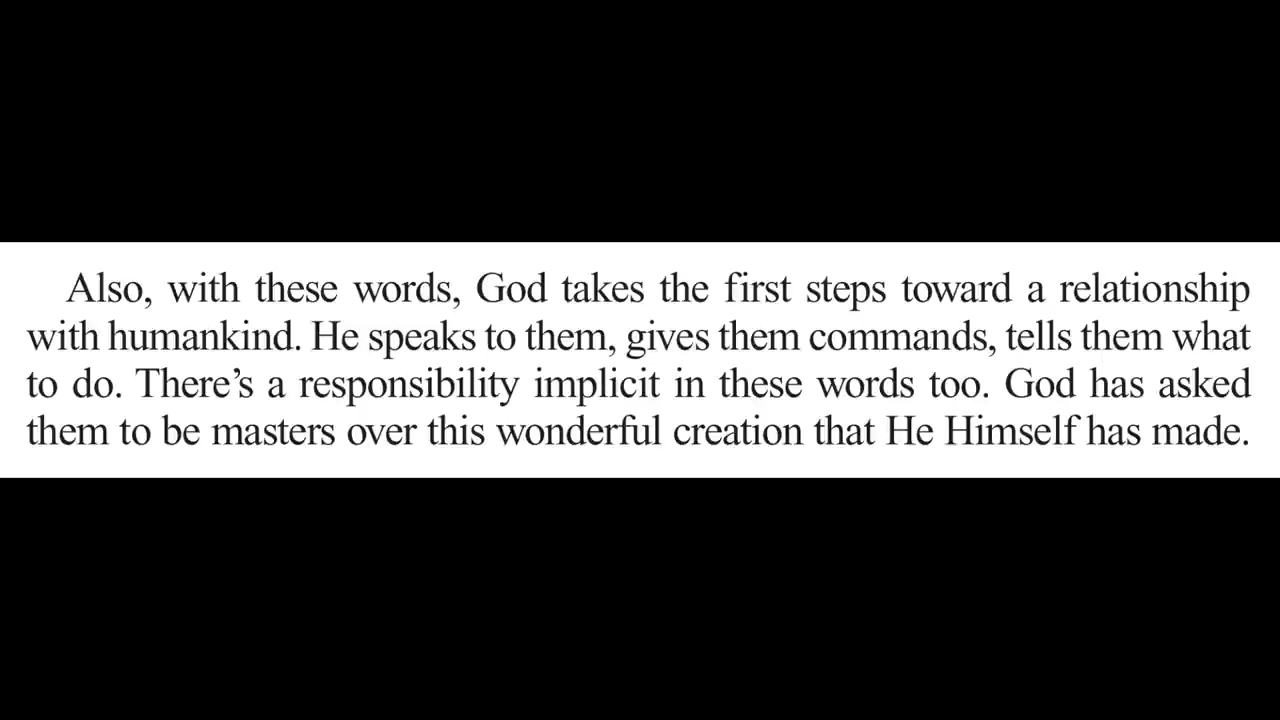 Also, with these words, God takes the first steps toward a relationship
with humankind. He speaks to them, gives them commands, tells them what
to do. There’s a responsibility implicit in these words too. God has asked
them to be masters over this wonderful creation that He Himself has made.